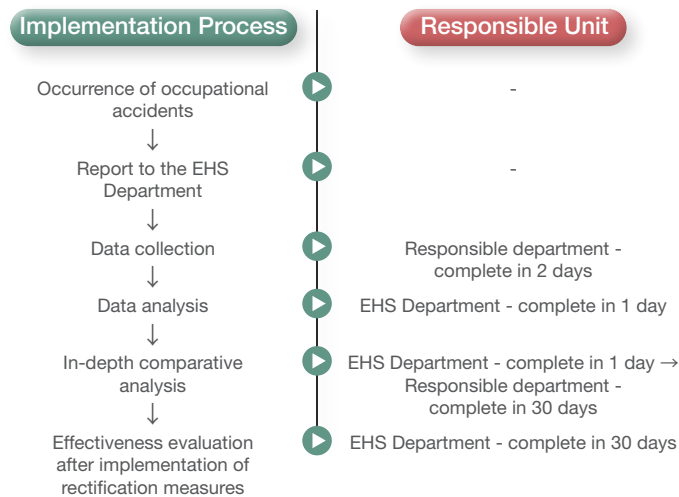 Implementation Process
Responsible Unit
Occurrence of occupational
accidents
-
↓
Report to the EHS
Department
-
↓
Data collection
Responsible department -
complete in 2 days
↓
Data analysis
EHS Department - complete in 1 day
↓
In-depth comparative
analysis
EHS Department - complete in 1 day →
Responsible department -
complete in 30 days
↓
Effectiveness evaluation
after implementation of
rectification measures
EHS Department - complete in 30 days